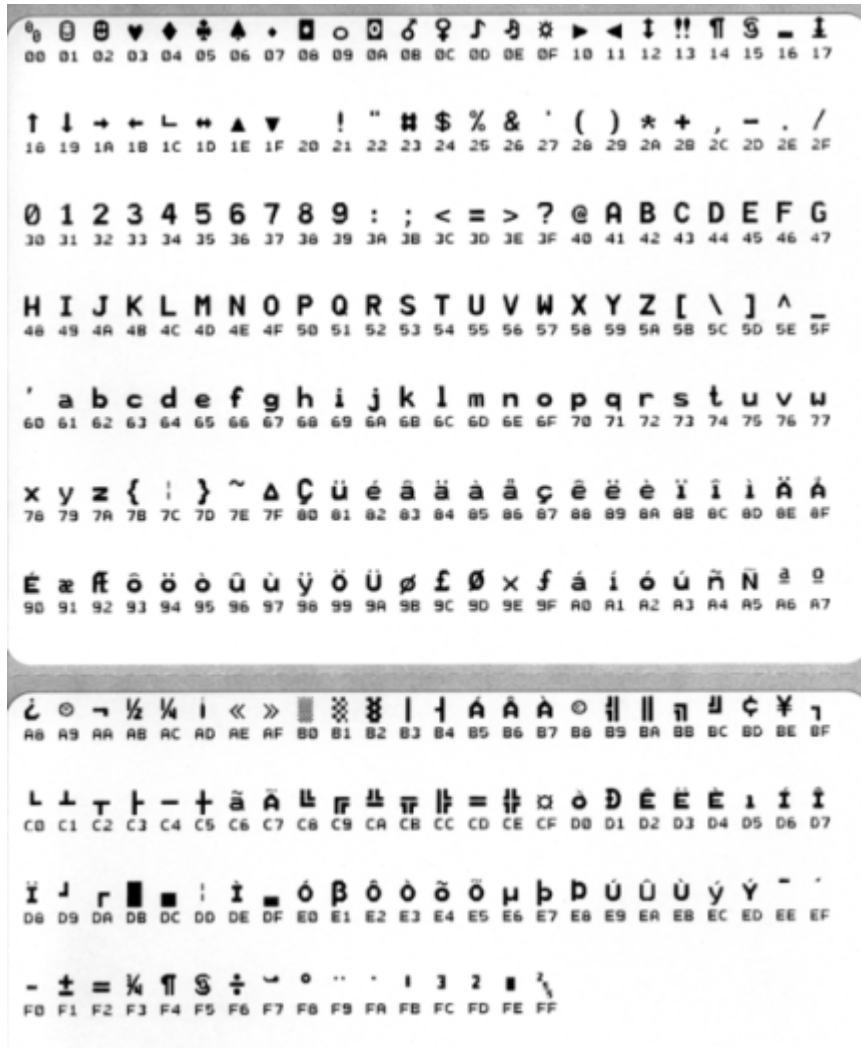 ☺ ☻ ♥ ♦ ♣ ♠ • ◘ ○ ◙ ♂ ♀ ♪ ♫ ☼ ► ◄ ↕ ‼ ¶ § ▬ ↨
00 01 02 03 04 05 06 07 08 09 0A 0B 0C 0D 0E 0F 10 11 12 13 14 15 16 17
↑ ↓ → ← ∟ ↔ ▲ ▼ ! " # $ % & ' ( ) * + , - . /
18 19 1A 1B 1C 1D 1E 1F 20 21 22 23 24 25 26 27 28 29 2A 2B 2C 2D 2E 2F
0 1 2 3 4 5 6 7 8 9 : ; < = > ? @ A B C D E F G
30 31 32 33 34 35 36 37 38 39 3A 3B 3C 3D 3E 3F 40 41 42 43 44 45 46 47
H I J K L M N O P Q R S T U V W X Y Z [ \ ] ^ _
48 49 4A 4B 4C 4D 4E 4F 50 51 52 53 54 55 56 57 58 59 5A 5B 5C 5D 5E 5F
' a b c d e f g h i j k l m n o p q r s t u v w
60 61 62 63 64 65 66 67 68 69 6A 6B 6C 6D 6E 6F 70 71 72 73 74 75 76 77
x y z { ¦ } ~ ∆ Ç ü é â ä à å ç ê ë è ï î ì Ä Å
78 79 7A 7B 7C 7D 7E 7F 80 81 82 83 84 85 86 87 88 89 8A 8B 8C 8D 8E 8F
É æ Æ ô ö ò û ù ÿ Ö Ü ø £ Ø × ƒ á í ó ú ñ Ñ ª º
90 91 92 93 94 95 96 97 98 99 9A 9B 9C 9D 9E 9F A0 A1 A2 A3 A4 A5 A6 A7
¿ ® ¬ ½ ¼ ¡ « » ░ ▒ ▓ │ ┤ Á Â À © ╣ ║ ╗ ╝ ¢ ¥ ┐
A8 A9 AA AB AC AD AE AF B0 B1 B2 B3 B4 B5 B6 B7 B8 B9 BA BB BC BD BE BF
└ ┴ ┬ ├ ─ ┼ ã Ã ╚ ╔ ╩ ╦ ╠ ═ ╬ ¤ ò Ð Ê Ë È ı Í Î
C0 C1 C2 C3 C4 C5 C6 C7 C8 C9 CA CB CC CD CE CF D0 D1 D2 D3 D4 D5 D6 D7
Ï ┘ ┌ █ ▄ ¦ Ì ▬ Ó β Ô Ò õ Õ µ þ Þ Ú Û Ù ý Ý ¯ ´
D8 D9 DA DB DC DD DE DF E0 E1 E2 E3 E4 E5 E6 E7 E8 E9 EA EB EC ED EE EF
- ± = ¾ ¶ § ÷ ¸ ° ¨ · ¹ ³ ² ■
F0 F1 F2 F3 F4 F5 F6 F7 F8 F9 FA FB FC FD FE FF